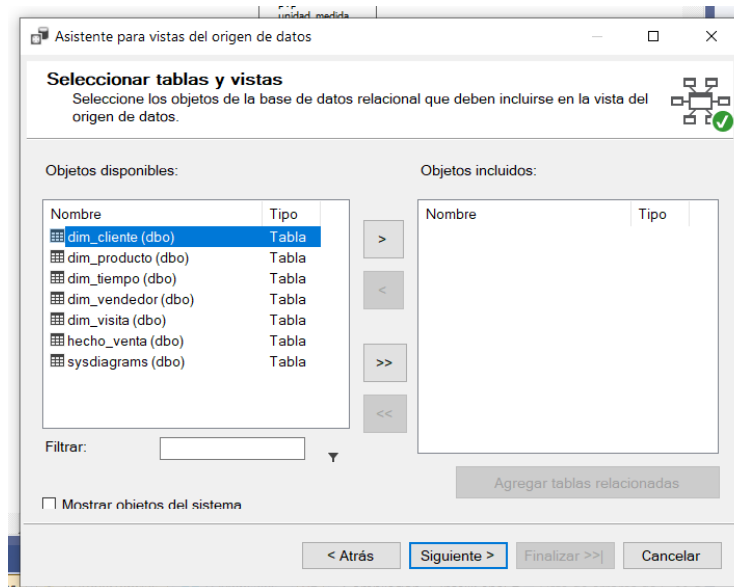 unidad_medida
Asistente para vistas del origen de datos
Seleccionar tablas y vistas
Seleccione los objetos de la base de datos relacional que deben incluirse en la vista del
origen de datos.
Objetos disponibles:
Nombre Tipo
dim_cliente (dbo) Tabla
dim_producto (dbo) Tabla
dim_tiempo (dbo) Tabla
dim_vendedor (dbo) Tabla
dim_visita (dbo) Tabla
hecho_venta (dbo) Tabla
sysdiagrams (dbo) Tabla
>
<
>>
<<
Objetos incluidos:
Nombre Tipo
Filtrar:
Agregar tablas relacionadas
Mostrar objetos del sistema
< Atrás Siguiente > Finalizar >>| Cancelar